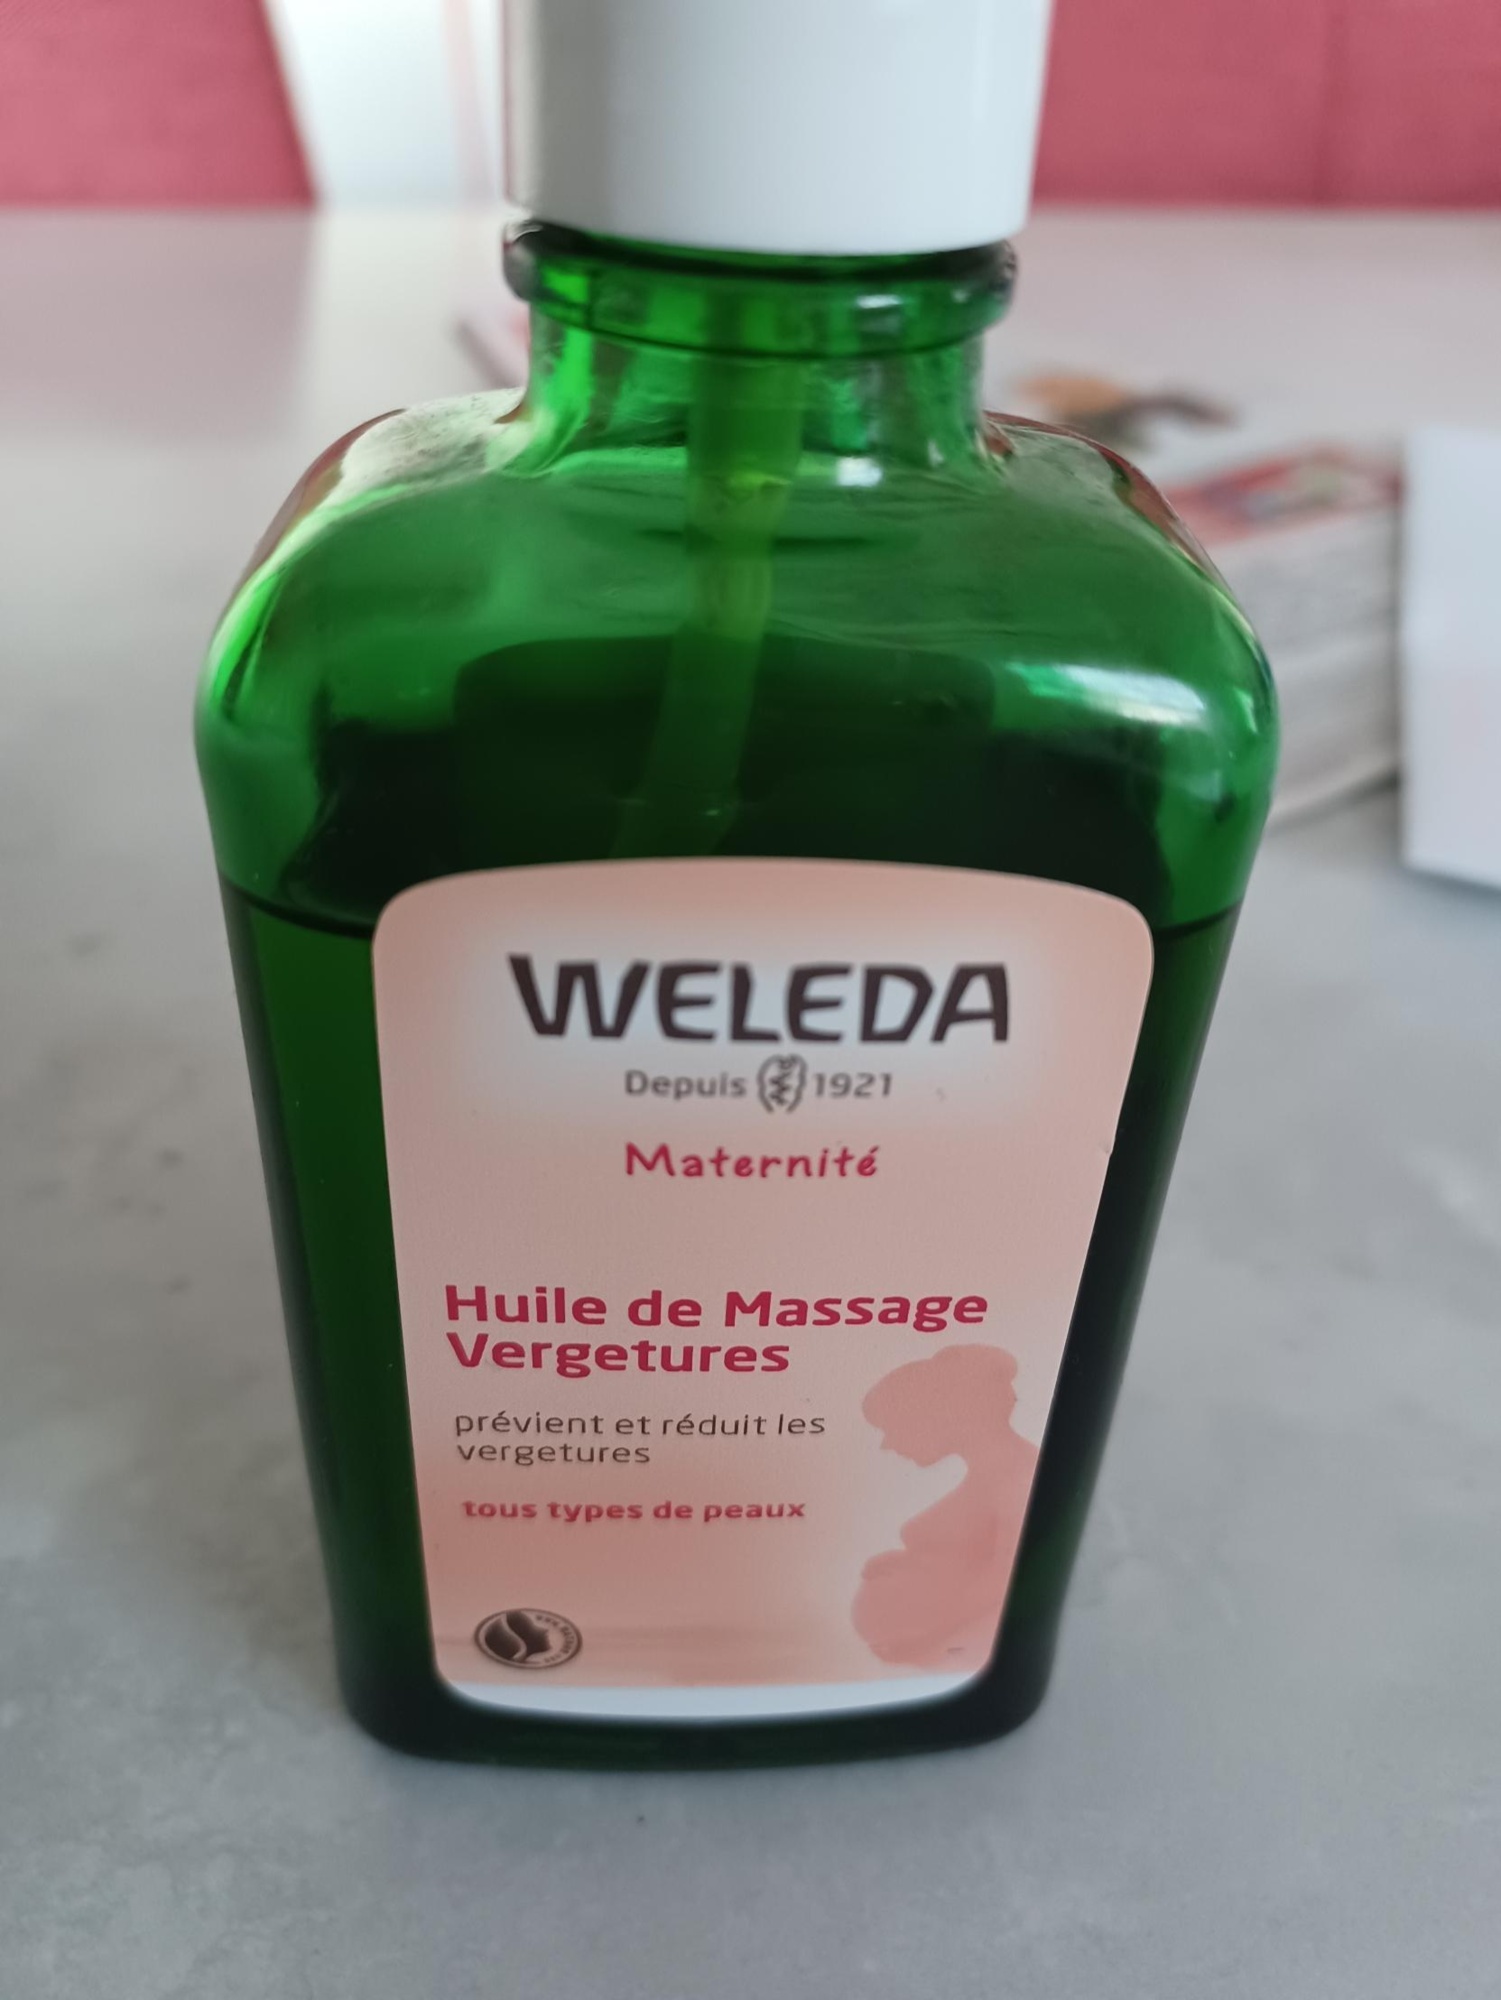 WELEDA
Depuis 1921
Maternité
Huile de Massage
Vergetures
prévient et réduit les
vergetures
tous types de peaux